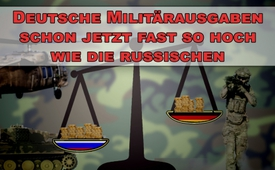 Deutsche Militärausgaben
schon jetzt fast so hoch
wie die russischen